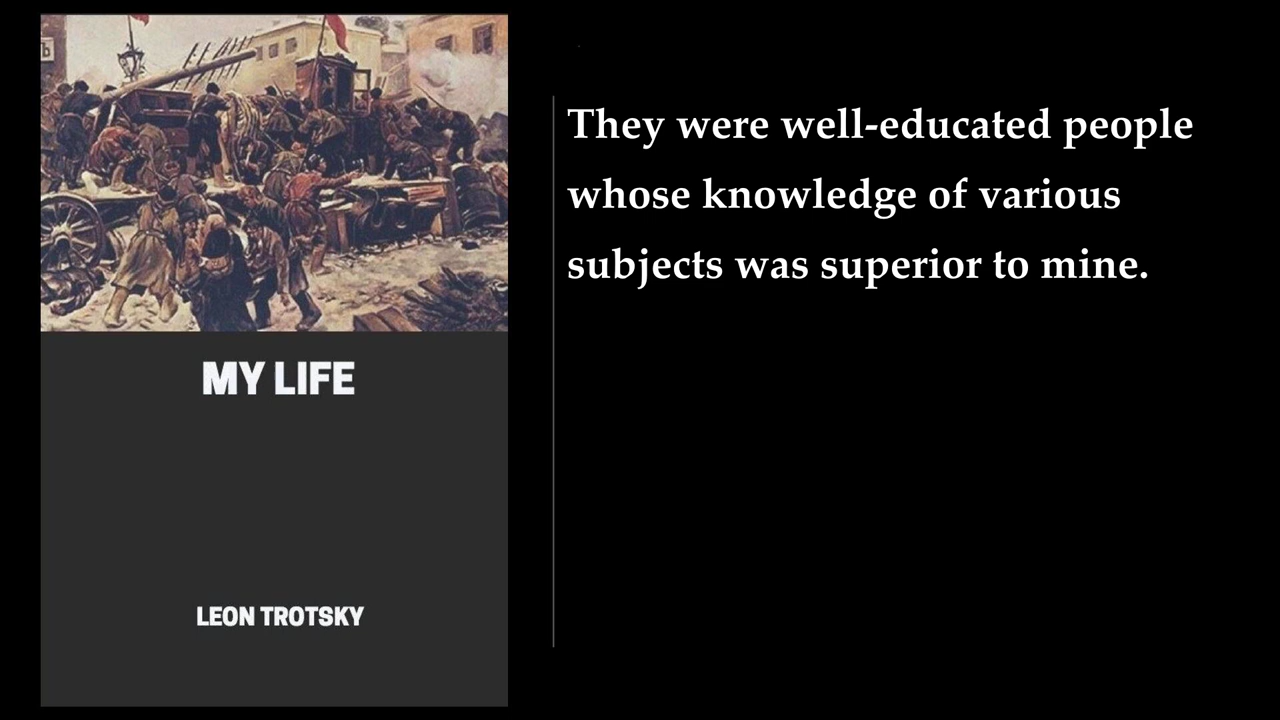 MY LIFE
LEON TROTSKY
They were well-educated people
whose knowledge of various
subjects was superior to mine.